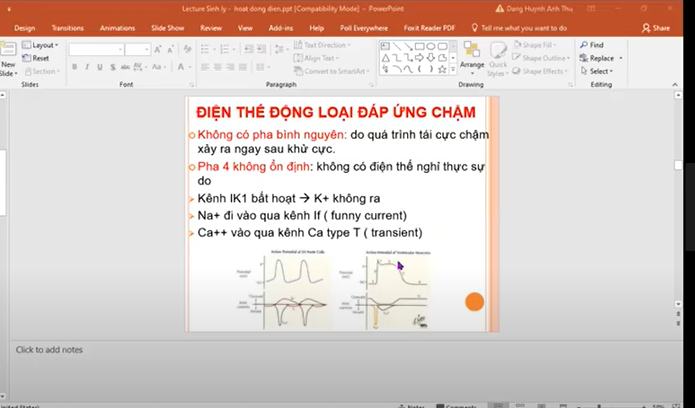 Lecture Sinh ly - hoat dong dien.ppt [Compatibility Mode] - PowerPoint
Dang Huynh Anh Thu
Design Transitions Animations Slide Show Review View Add-ins Help Poll Everywhere Foxit Reader PDF Tell me what you want to do Share
New
Slide
Layout
Reset
Section
Slides
Font
Text Direction
Align Text
Convert to SmartArt
Paragraph
Arrange
Quick
Styles
Shape Fill
Shape Outline
Shape Effects
Drawing
Find
Replace
Select
Editing
ĐIỆN THẾ ĐỘNG LOẠI ĐÁP ỨNG CHẬM
Không có pha bình nguyên: do quá trình tái cực chậm
xảy ra ngay sau khử cực.
Pha 4 không ổn định: không có điện thế nghỉ thực sự
do
Kênh IK1 bất hoạt → K+ không ra
Na+ đi vào qua kênh If ( funny current)
Ca++ vào qua kênh Ca type T ( transient)
Click to add notes
Notes
Comments